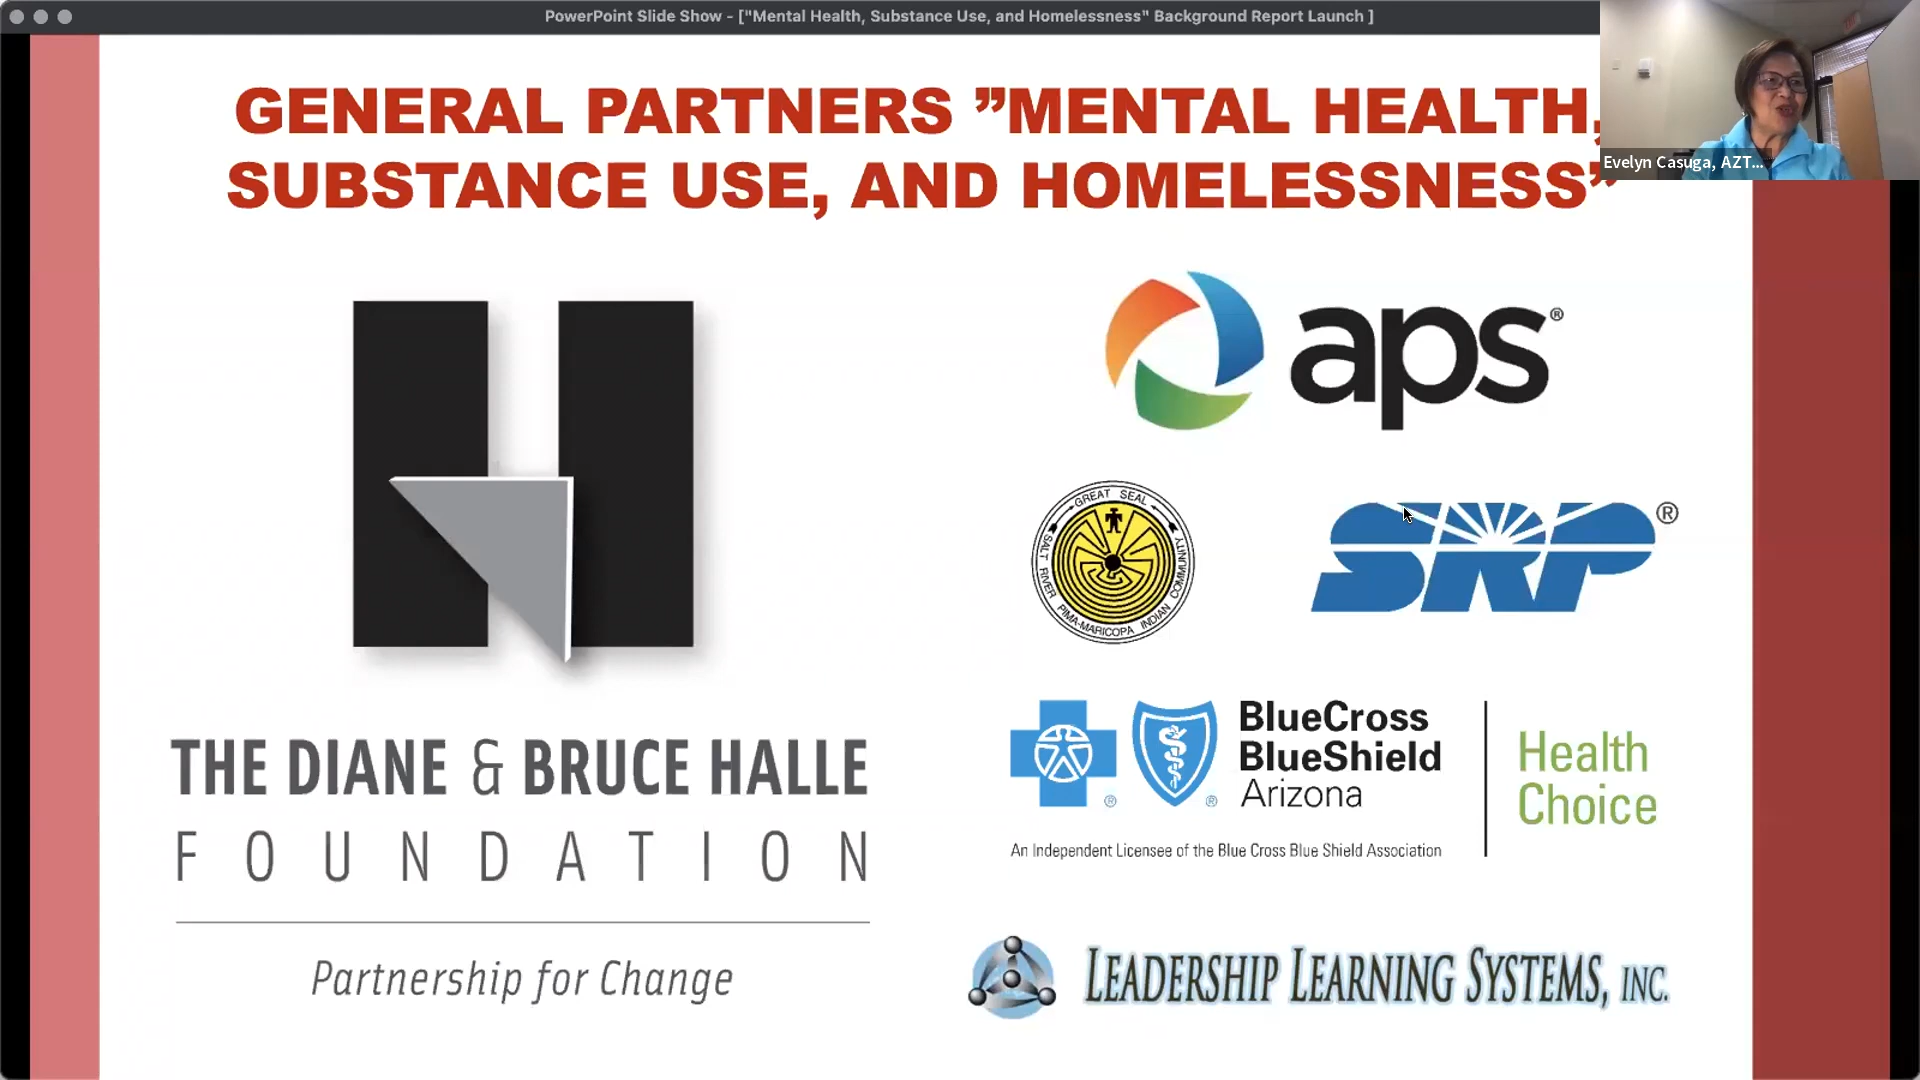 PowerPoint Slide Show - ["Mental Health, Substance Use, and Homelessness" Background Report Launch ]
Evelyn Casuga, AZT...
GENERAL PARTNERS ”MENTAL HEALTH,
SUBSTANCE USE, AND HOMELESSNESS”
THE DIANE & BRUCE HALLE
FOUNDATION
Partnership for Change
aps®
GREAT SEAL
SALT RIVER PIMA-MARICOPA INDIAN COMMUNITY
SRP®
® ®
BlueCross
BlueShield
Arizona
An Independent Licensee of the Blue Cross Blue Shield Association
Health
Choice
LEADERSHIP LEARNING SYSTEMS, INC.